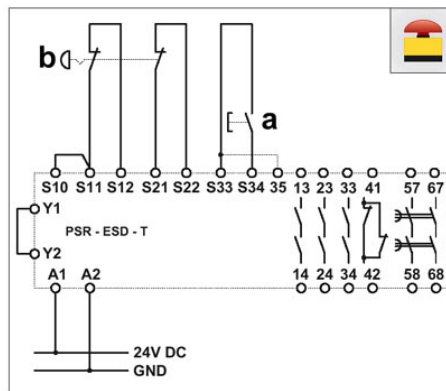 b
a
S10 S11 S12 S21 S22 S33 S34 35 13 23 33 41 57 67
Y1
PSR - ESD - T
Y2
A1 A2 14 24 34 42 58 68
24V DC
GND